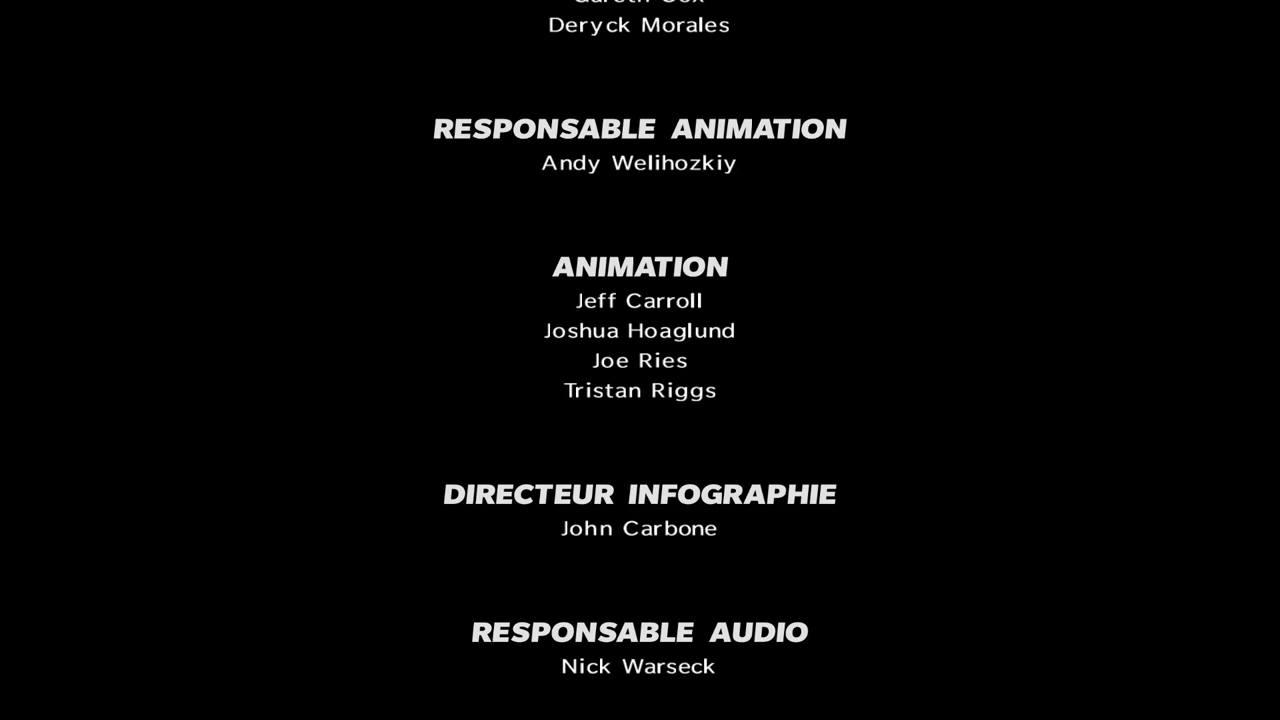 Deryck Morales
RESPONSABLE ANIMATION
Andy Welihozkiy
ANIMATION
Jeff Carroll
Joshua Hoaglund
Joe Ries
Tristan Riggs
DIRECTEUR INFOGRAPHIE
John Carbone
RESPONSABLE AUDIO
Nick Warseck